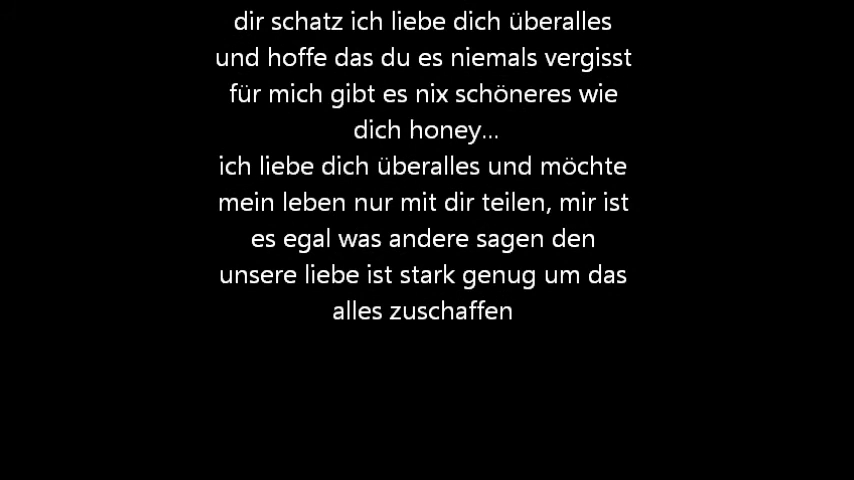 dir schatz ich liebe dich überalles
und hoffe das du es niemals vergisst
für mich gibt es nix schöneres wie
dich honey...
ich liebe dich überalles und möchte
mein leben nur mit dir teilen, mir ist
es egal was andere sagen den
unsere liebe ist stark genug um das
alles zuschaffen